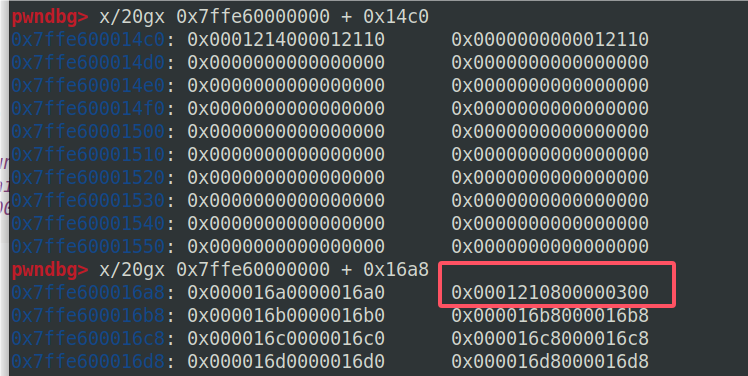 pwndbg> x/20gx 0x7ffe60000000 + 0x14c0
0x7ffe600014c0: 0x0001214000012110 0x0000000000012110
0x7ffe600014d0: 0x0000000000000000 0x0000000000000000
0x7ffe600014e0: 0x0000000000000000 0x0000000000000000
0x7ffe600014f0: 0x0000000000000000 0x0000000000000000
0x7ffe60001500: 0x0000000000000000 0x0000000000000000
0x7ffe60001510: 0x0000000000000000 0x0000000000000000
0x7ffe60001520: 0x0000000000000000 0x0000000000000000
0x7ffe60001530: 0x0000000000000000 0x0000000000000000
0x7ffe60001540: 0x0000000000000000 0x0000000000000000
0x7ffe60001550: 0x0000000000000000 0x0000000000000000
pwndbg> x/20gx 0x7ffe60000000 + 0x16a8
0x7ffe600016a8: 0x000016a0000016a0 0x0001210800000300
0x7ffe600016b8: 0x000016b0000016b0 0x000016b8000016b8
0x7ffe600016c8: 0x000016c0000016c0 0x000016c8000016c8
0x7ffe600016d8: 0x000016d0000016d0 0x000016d8000016d8